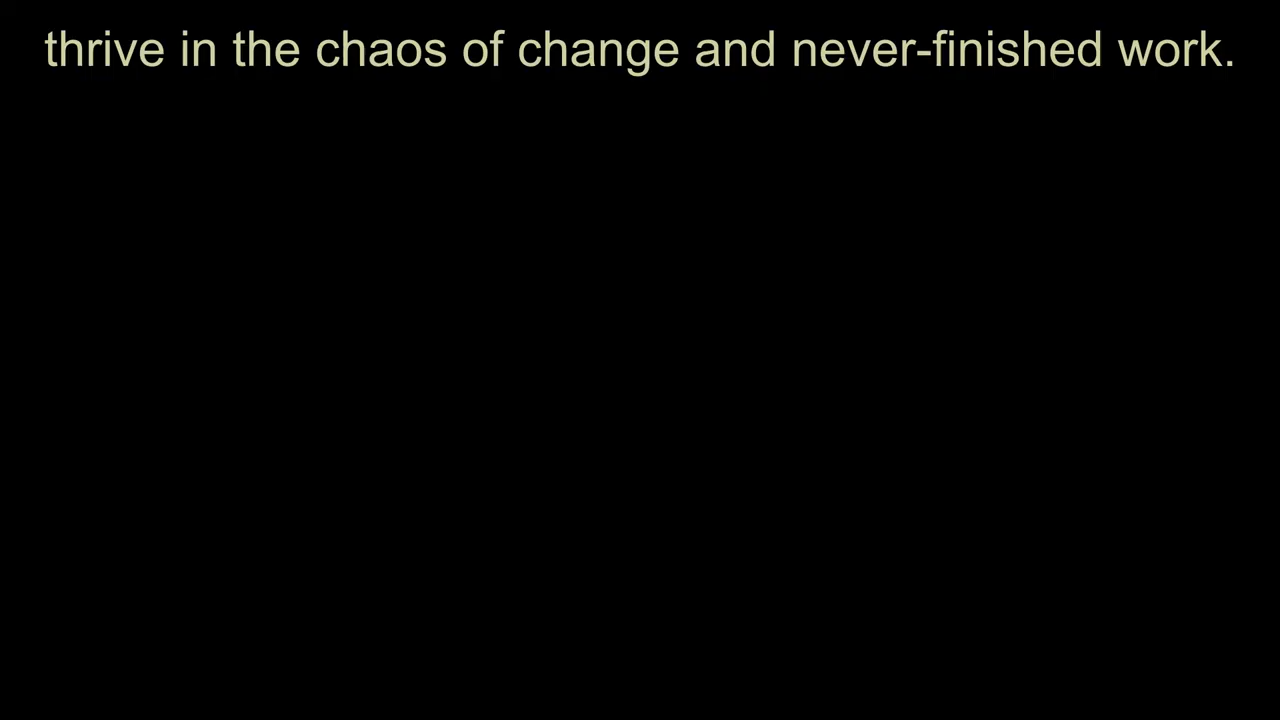 thrive in the chaos of change and never-finished work.